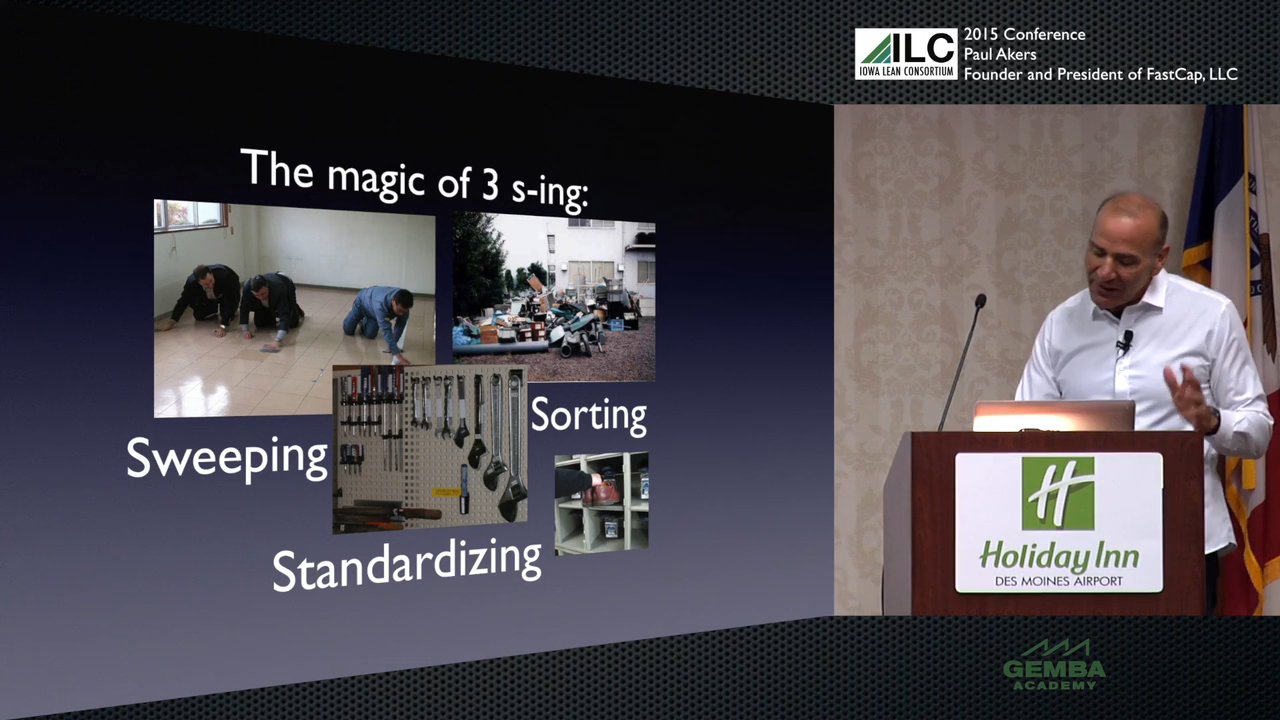 ILC
IOWA LEAN CONSORTIUM
2015 Conference
Paul Akers
Founder and President of FastCap, LLC
The magic of 3 s-ing:
Sorting
Sweeping
Standardizing
H
Holiday Inn
DES MOINES AIRPORT
GEMBA
ACADEMY